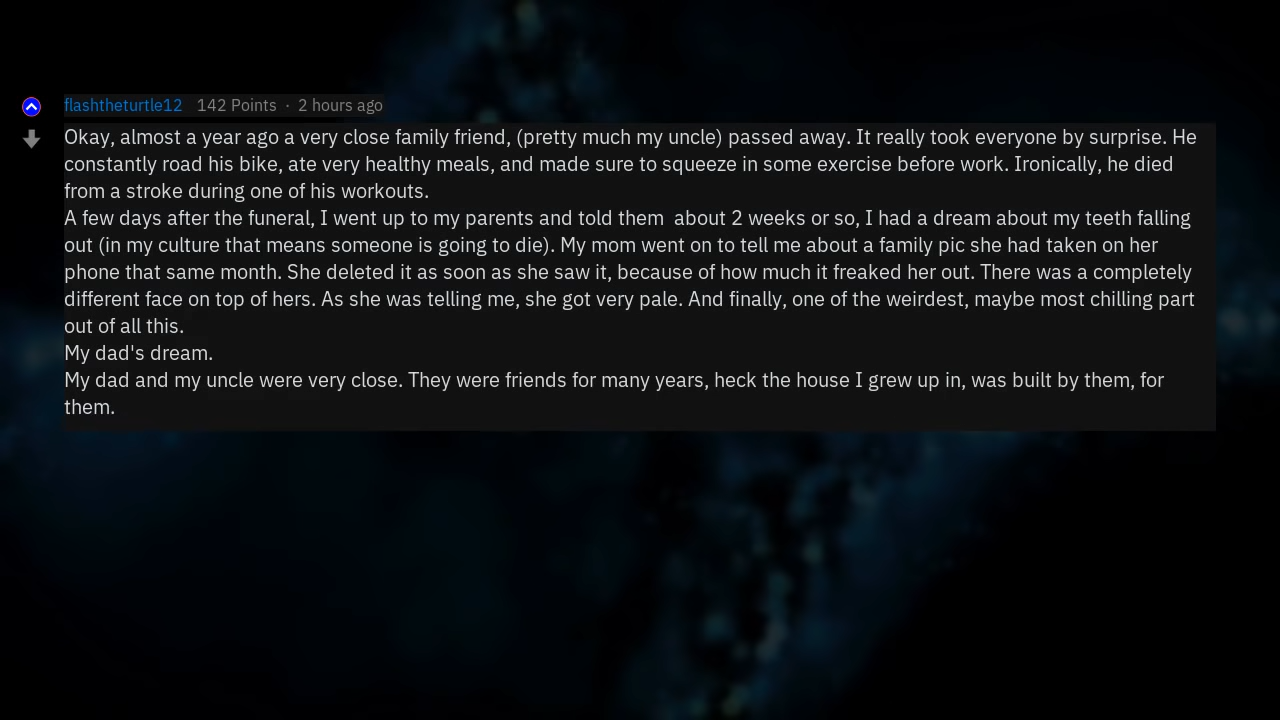 flashtheturtle12 142 Points · 2 hours ago
Okay, almost a year ago a very close family friend, (pretty much my uncle) passed away. It really took everyone by surprise. He
constantly road his bike, ate very healthy meals, and made sure to squeeze in some exercise before work. Ironically, he died
from a stroke during one of his workouts.
A few days after the funeral, I went up to my parents and told them  about 2 weeks or so, I had a dream about my teeth falling
out (in my culture that means someone is going to die). My mom went on to tell me about a family pic she had taken on her
phone that same month. She deleted it as soon as she saw it, because of how much it freaked her out. There was a completely
different face on top of hers. As she was telling me, she got very pale. And finally, one of the weirdest, maybe most chilling part
out of all this.
My dad's dream.
My dad and my uncle were very close. They were friends for many years, heck the house I grew up in, was built by them, for
them.